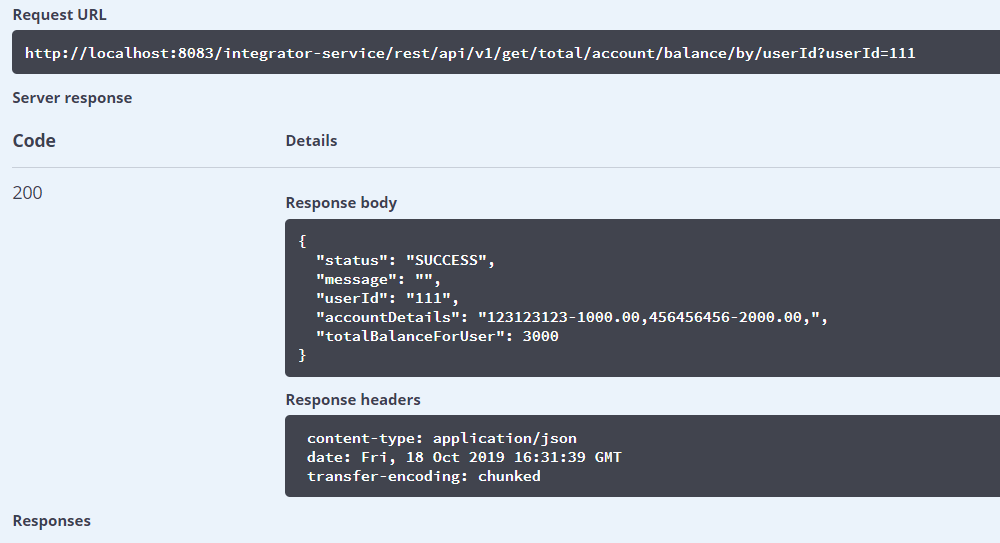 Request URL
http://localhost:8083/integrator-service/rest/api/v1/get/total/account/balance/by/userId?userId=111
Server response
Code Details
200
Response body
{
"status": "SUCCESS",
"message": "",
"userId": "111",
"accountDetails": "123123123-1000.00,456456456-2000.00,",
"totalBalanceForUser": 3000
}
Response headers
content-type: application/json
date: Fri, 18 Oct 2019 16:31:39 GMT
transfer-encoding: chunked
Responses